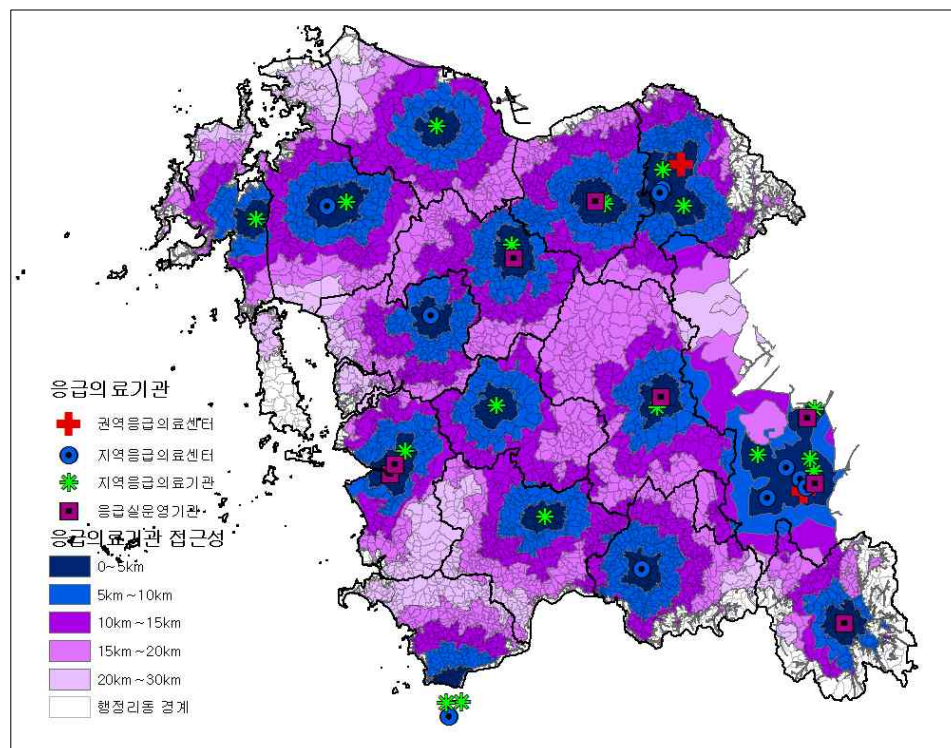 응급의료기관
권역응급의료센터
지역응급의료센터
지역응급의료기관
응급실운영기관
응급의료기관 접근성
0~5km
5km~10km
10km~15km
15km~20km
20km~30km
행정리동 경계